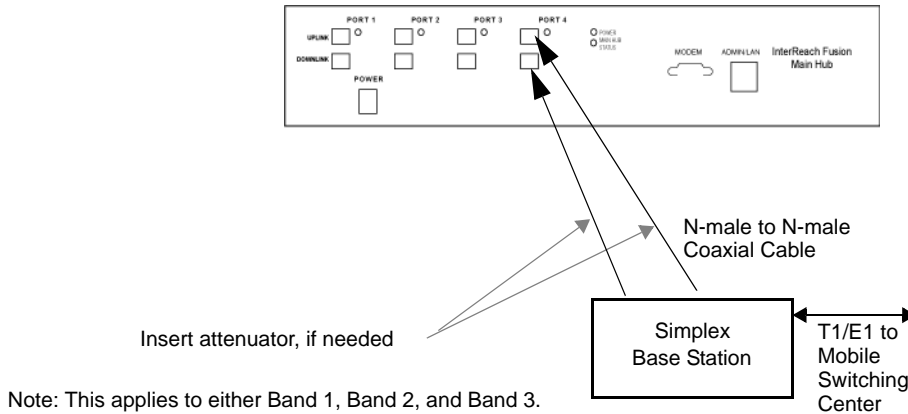 PORT 1 PORT 2 PORT 3 PORT 4
UPLINK
POWER
MAIN HUB
STATUS
DOWNLINK
POWER
MODEM
ADMIN/LAN
InterReach Fusion
Main Hub
N-male to N-male
Coaxial Cable
Insert attenuator, if needed
Simplex
Base Station
T1/E1 to
Mobile
Switching
Center
Note: This applies to either Band 1, Band 2, and Band 3.